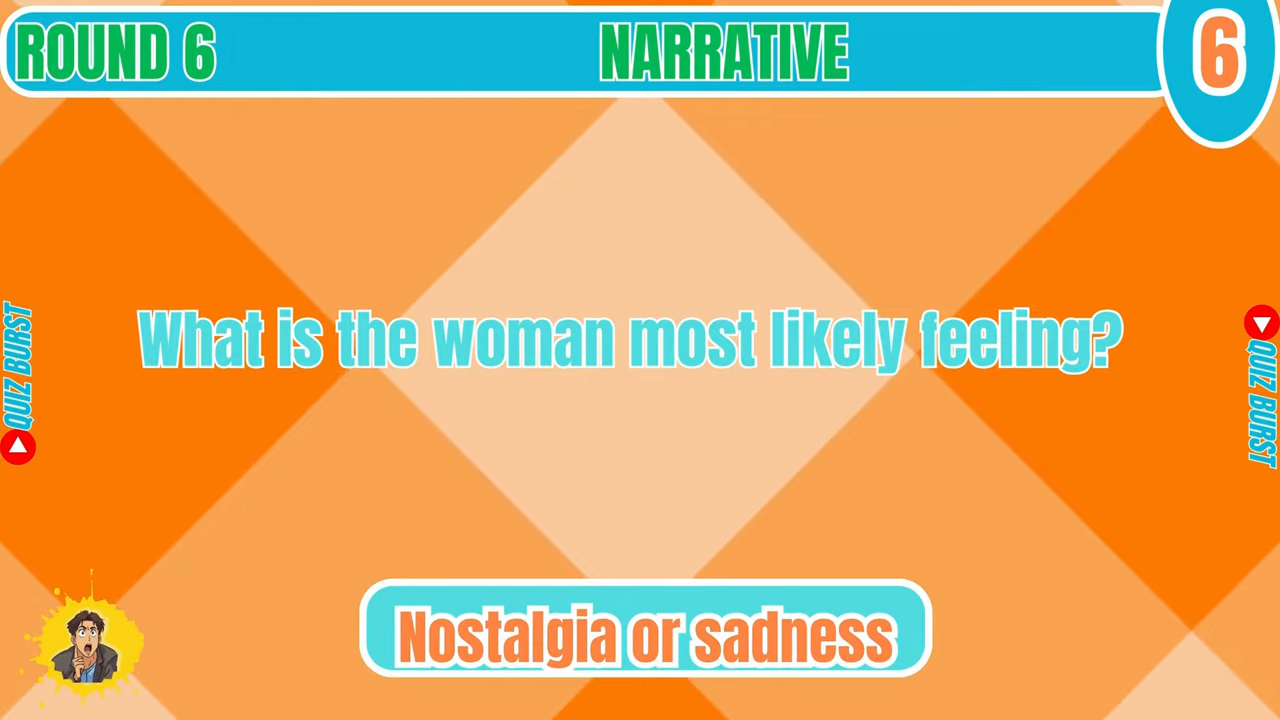 ROUND 6
NARRATIVE
6
What is the woman most likely feeling?
QUIZ BURST
QUIZ BURST
Nostalgia or sadness